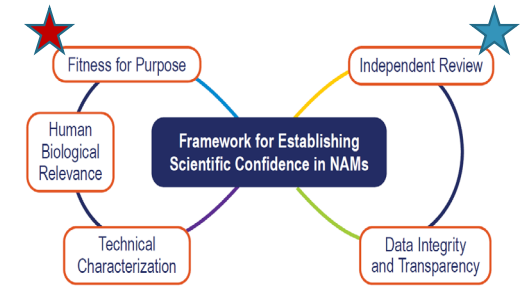 Fitness for Purpose
Independent Review
Human
Biological
Relevance
Framework for Establishing
Scientific Confidence in NAMs
Technical
Characterization
Data Integrity
and Transparency